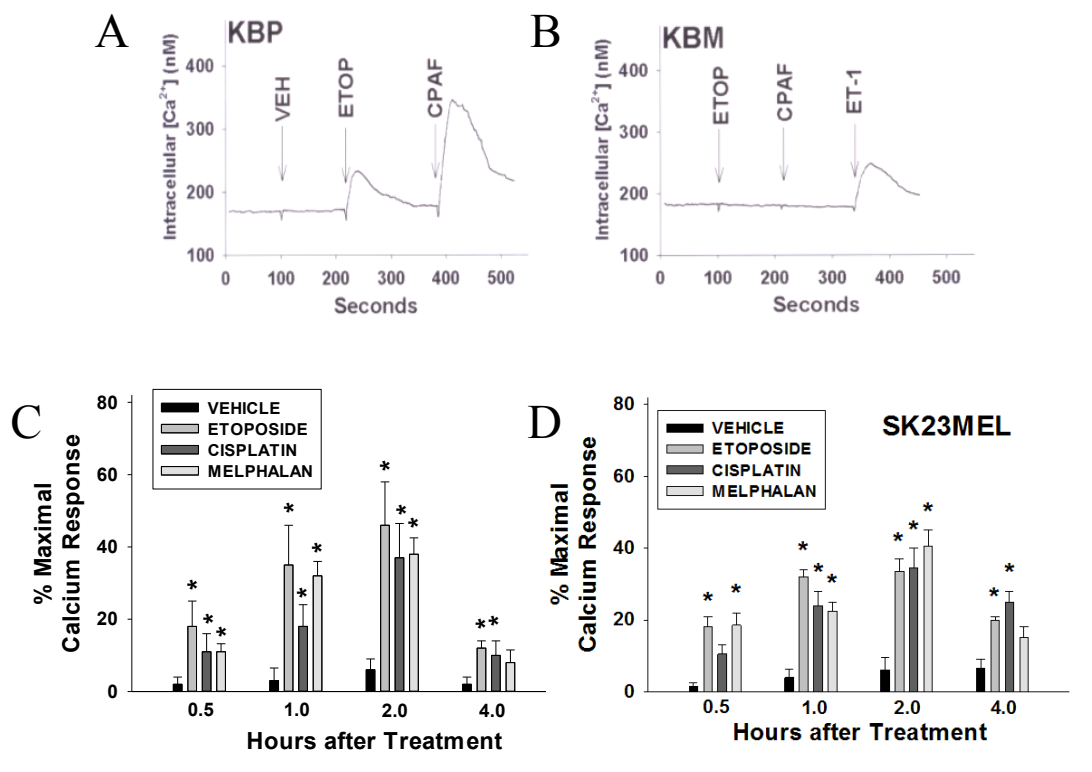 A
KBP
Intracellular [Ca²⁺] (nM)
400
300
200
100
VEH
ETOP
CPAF
0 100 200 300 400 500
Seconds
B
KBM
Intracellular [Ca²⁺] (nM)
400
300
200
100
ETOP
CPAF
ET-1
0 100 200 300 400 500
Seconds
C
% Maximal
Calcium Response
80
60
40
20
0
VEHICLE
ETOPOSIDE
CISPLATIN
MELPHALAN
* * *
* * *
* * *
* *
0.5 1.0 2.0 4.0
Hours after Treatment
D
SK23MEL
% Maximal
Calcium Response
80
60
40
20
0
VEHICLE
ETOPOSIDE
CISPLATIN
MELPHALAN
* *
* * *
* * *
* *
0.5 1.0 2.0 4.0
Hours after Treatment